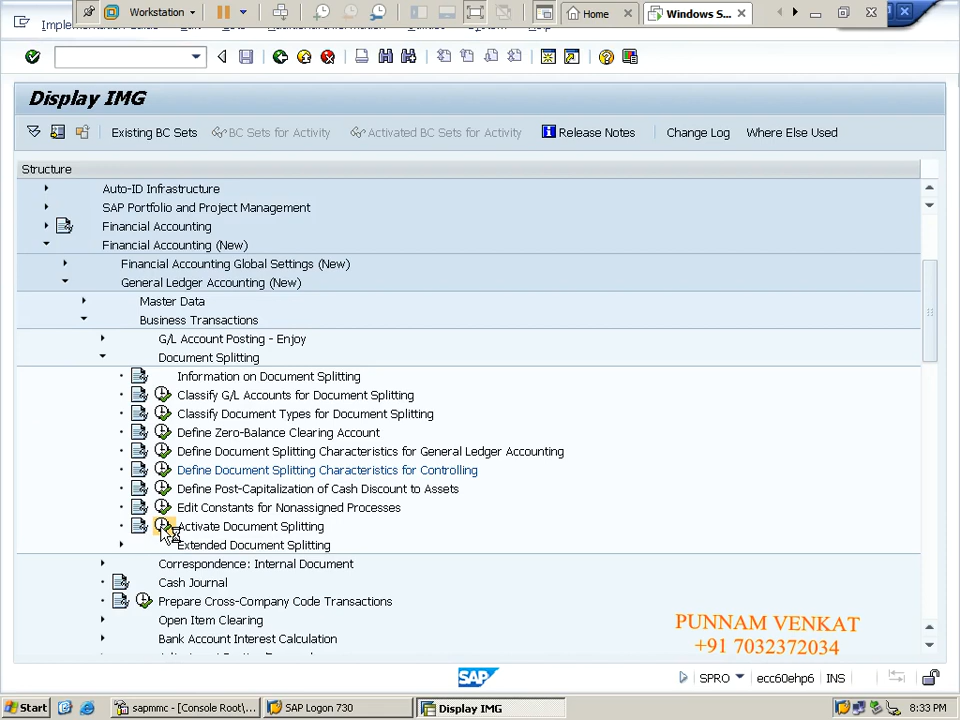 Workstation
Home
Windows S...
Display IMG
Existing BC Sets
BC Sets for Activity
Activated BC Sets for Activity
Release Notes
Change Log
Where Else Used
Structure
Auto-ID Infrastructure
SAP Portfolio and Project Management
Financial Accounting
Financial Accounting (New)
Financial Accounting Global Settings (New)
General Ledger Accounting (New)
Master Data
Business Transactions
G/L Account Posting - Enjoy
Document Splitting
Information on Document Splitting
Classify G/L Accounts for Document Splitting
Classify Document Types for Document Splitting
Define Zero-Balance Clearing Account
Define Document Splitting Characteristics for General Ledger Accounting
Define Document Splitting Characteristics for Controlling
Define Post-Capitalization of Cash Discount to Assets
Edit Constants for Nonassigned Processes
Activate Document Splitting
Extended Document Splitting
Correspondence: Internal Document
Cash Journal
Prepare Cross-Company Code Transactions
Open Item Clearing
Bank Account Interest Calculation
PUNNAM VENKAT
+91 7032372034
SAP
SPRO
ecc60ehp6
INS
Start
sapmmc - [Console Root\...
SAP Logon 730
Display IMG
8:33 PM